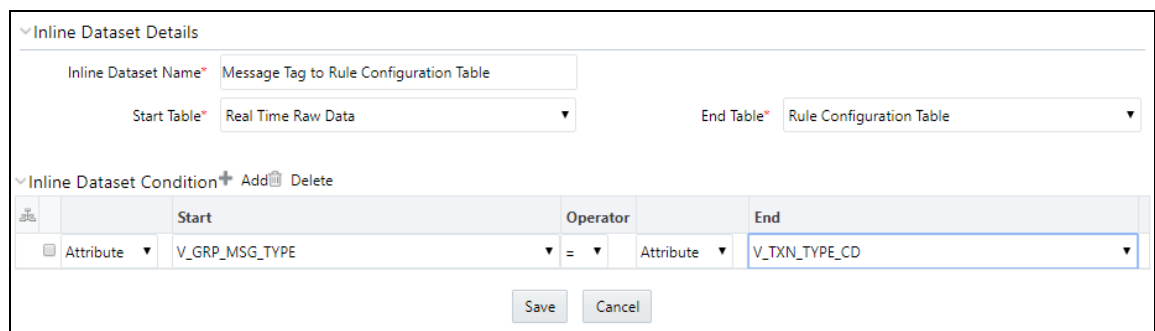 Inline Dataset Details
Inline Dataset Name* Message Tag to Rule Configuration Table
Start Table* Real Time Raw Data End Table* Rule Configuration Table
Inline Dataset Condition Add Delete
Start Operator End
Attribute V_GRP_MSG_TYPE = Attribute V_TXN_TYPE_CD
Save Cancel